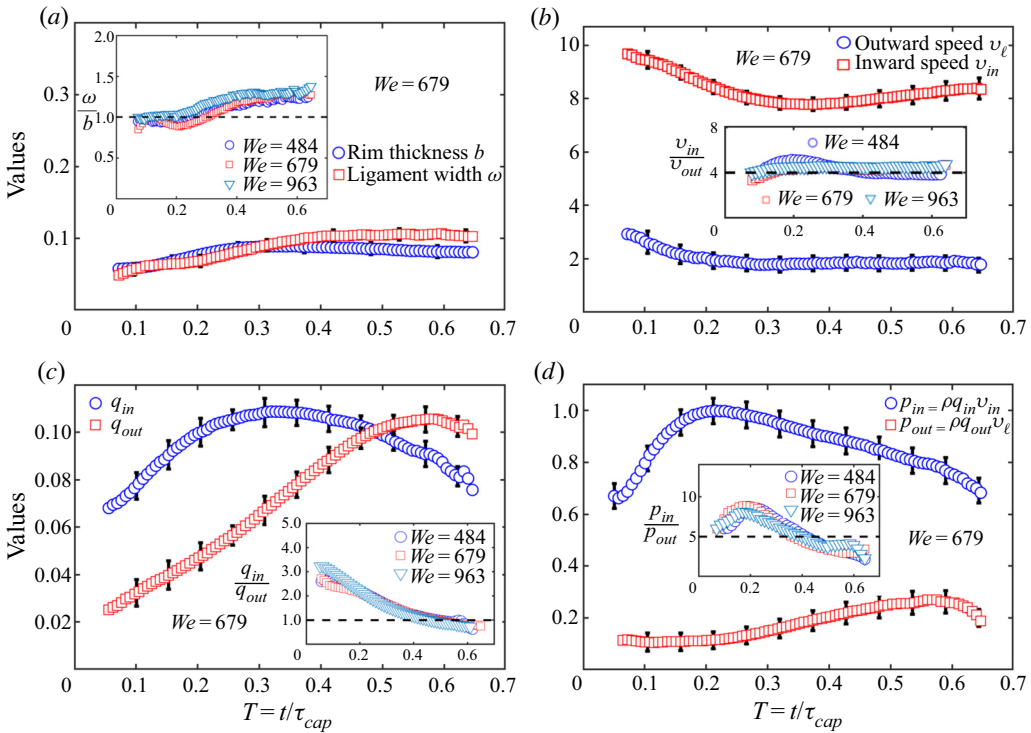 (a)
Values
0.3
0.2
0.1
0
0.1
0.2
0.3
0.4
0.5
0.6
0.7
2.0
1.5
1.0
0.5
0
0.2
0.4
0.6
ω
b
We = 484
We = 679
We = 963
We = 679
Rim thickness b
Ligament width ω
(b)
10
8
6
4
2
0
0.1
0.2
0.3
0.4
0.5
0.6
0.7
We = 679
Outward speed υℓ
Inward speed υin
υin
υout
8
4
0
0
0.2
0.4
0.6
We = 484
We = 679
We = 963
(c)
qin
qout
Values
0.10
0.08
0.06
0.04
0.02
0
0.1
0.2
0.3
0.4
0.5
0.6
0.7
T = t/τcap
We = 679
qin
qout
5.0
4.0
3.0
2.0
1.0
0
0.2
0.4
0.6
We = 484
We = 679
We = 963
(d)
1.0
0.8
0.6
0.4
0.2
0
0.1
0.2
0.3
0.4
0.5
0.6
0.7
T = t/τcap
pin = ρqinυin
pout = ρqoutυℓ
pin
pout
10
5
0
0.2
0.4
0.6
We = 484
We = 679
We = 963
We = 679